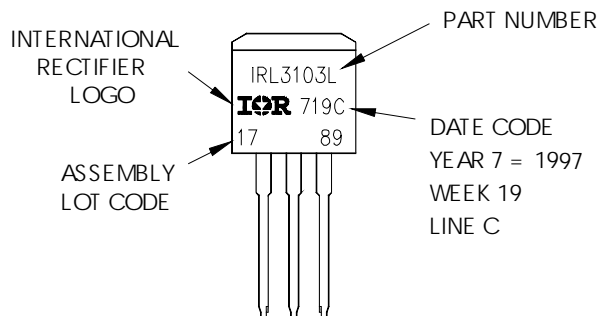 PART NUMBER
INTERNATIONAL
RECTIFIER
LOGO
IRL3103L
IOR 719C
17 89
ASSEMBLY
LOT CODE
DATE CODE
YEAR 7 = 1997
WEEK 19
LINE C